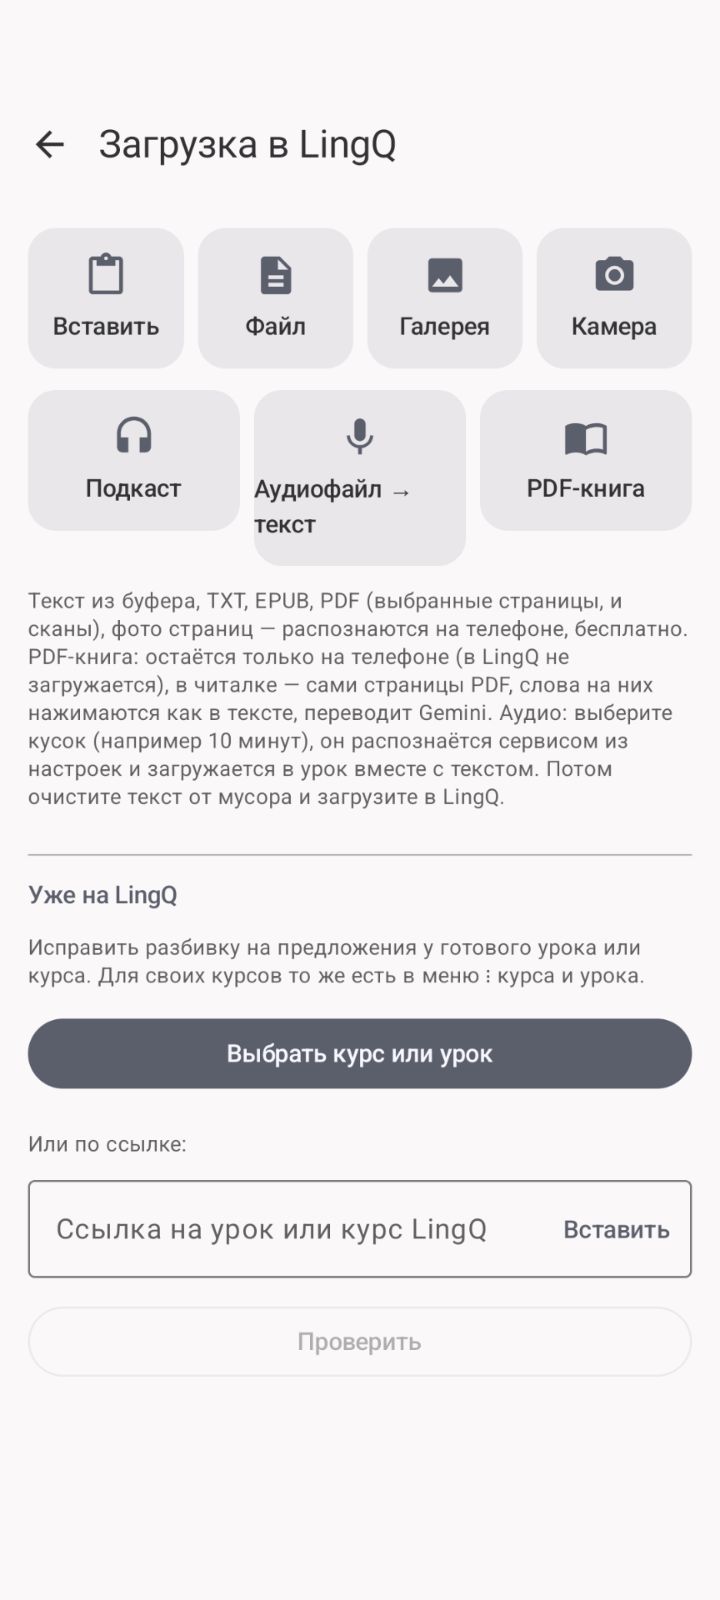 Загрузка в LingQ
Вставить
Файл
Галерея
Камера
Подкаст
Аудиофайл →
текст
PDF-книга
Текст из буфера, TXT, EPUB, PDF (выбранные страницы, и
сканы), фото страниц — распознаются на телефоне, бесплатно.
PDF-книга: остаётся только на телефоне (в LingQ не
загружается), в читалке — сами страницы PDF, слова на них
нажимаются как в тексте, переводит Gemini. Аудио: выберите
кусок (например 10 минут), он распознаётся сервисом из
настроек и загружается в урок вместе с текстом. Потом
очистите текст от мусора и загрузите в LingQ.
Уже на LingQ
Исправить разбивку на предложения у готового урока или
курса. Для своих курсов то же есть в меню ⋮ курса и урока.
Выбрать курс или урок
Или по ссылке:
Ссылка на урок или курс LingQ
Вставить
Проверить